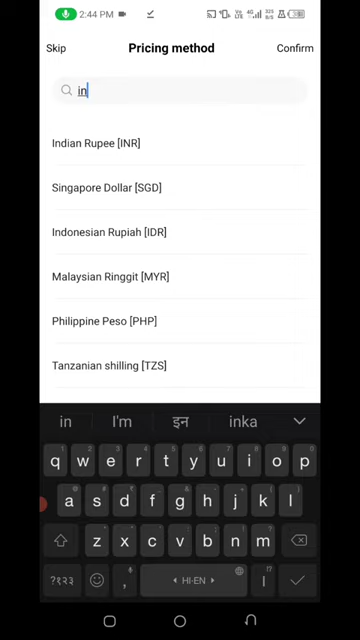 2:44 PM
Skip
Pricing method
Confirm
in
Indian Rupee [INR]
Singapore Dollar [SGD]
Indonesian Rupiah [IDR]
Malaysian Ringgit [MYR]
Philippine Peso [PHP]
Tanzanian shilling [TZS]
in I'm इन inka
q w e r t y u i o p
a s d f g h j k l
z x c v b n m
?१२३ , HI-EN